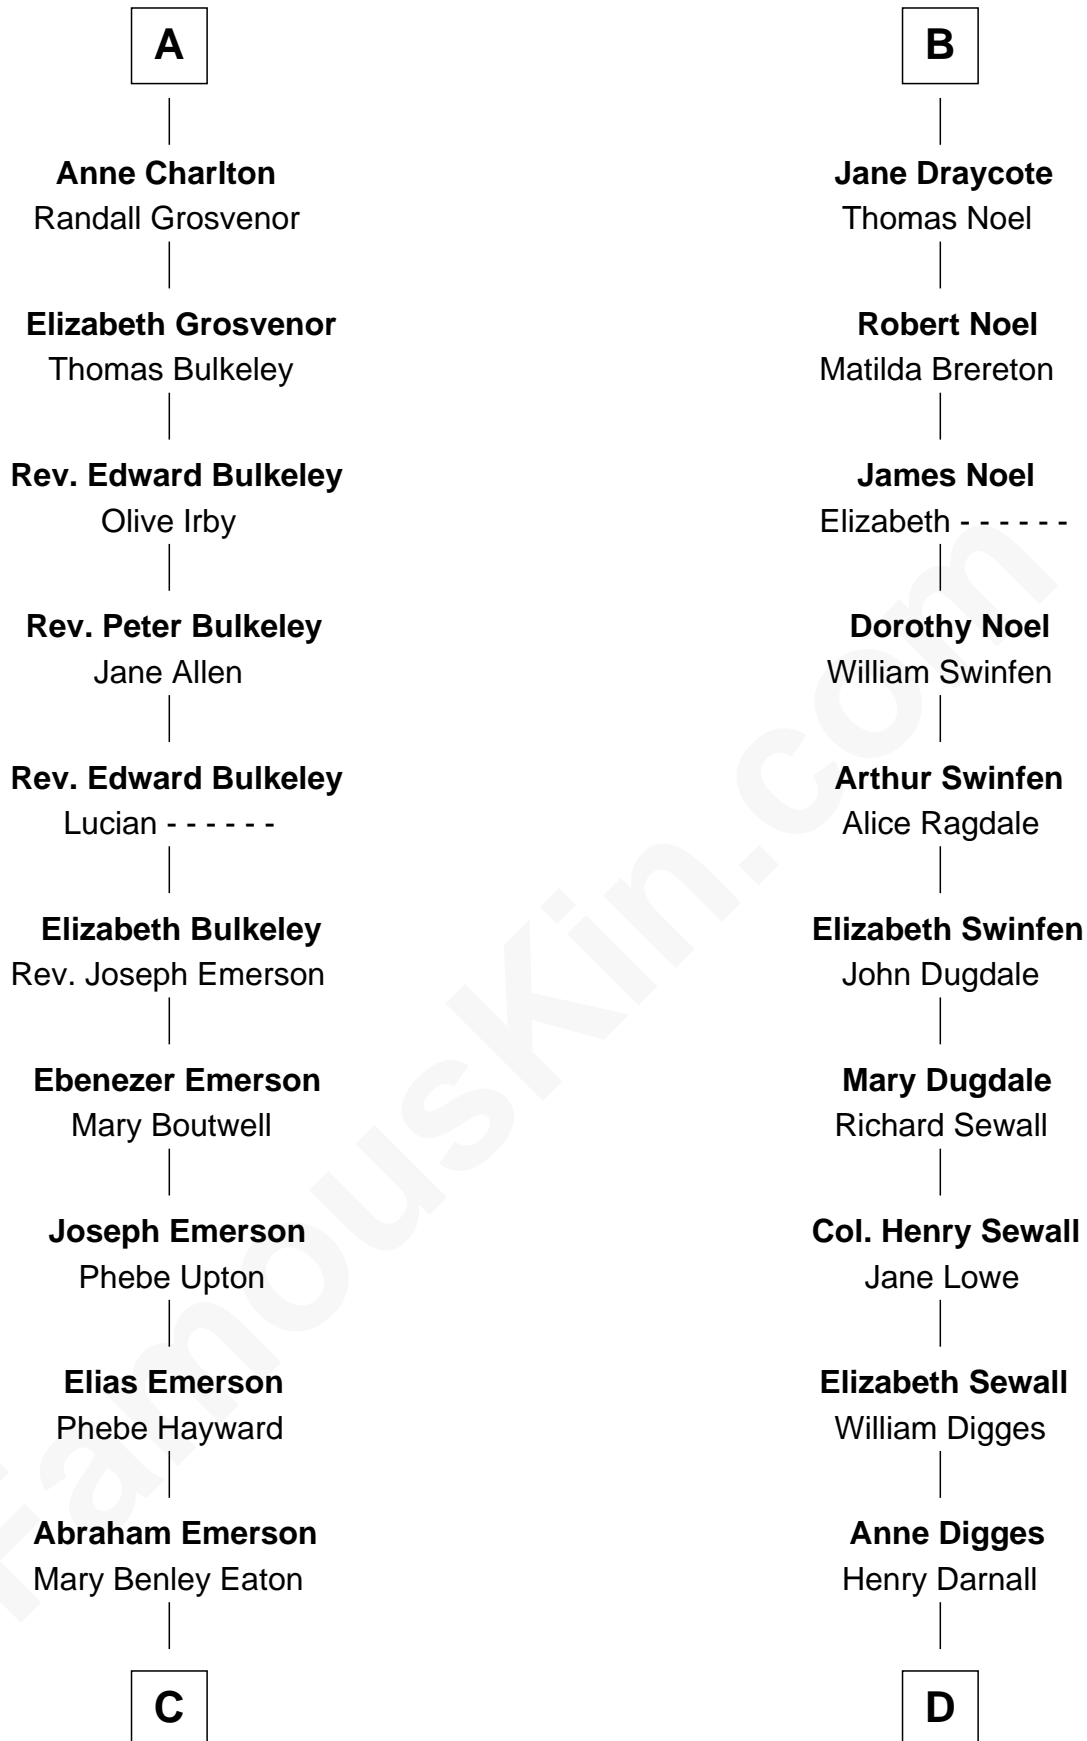 A
Anne Charlton
Randall Grosvenor
Elizabeth Grosvenor
Thomas Bulkeley
Rev. Edward Bulkeley
Olive Irby
Rev. Peter Bulkeley
Jane Allen
Rev. Edward Bulkeley
Lucian - - - - - -
Elizabeth Bulkeley
Rev. Joseph Emerson
Ebenezer Emerson
Mary Boutwell
Joseph Emerson
Phebe Upton
Elias Emerson
Phebe Hayward
Abraham Emerson
Mary Benley Eaton
C
B
Jane Draycote
Thomas Noel
Robert Noel
Matilda Brereton
James Noel
Elizabeth - - - - - -
Dorothy Noel
William Swinfen
Arthur Swinfen
Alice Ragdale
Elizabeth Swinfen
John Dugdale
Mary Dugdale
Richard Sewall
Col. Henry Sewall
Jane Lowe
Elizabeth Sewall
William Digges
Anne Digges
Henry Darnall
D
FamousKin.com